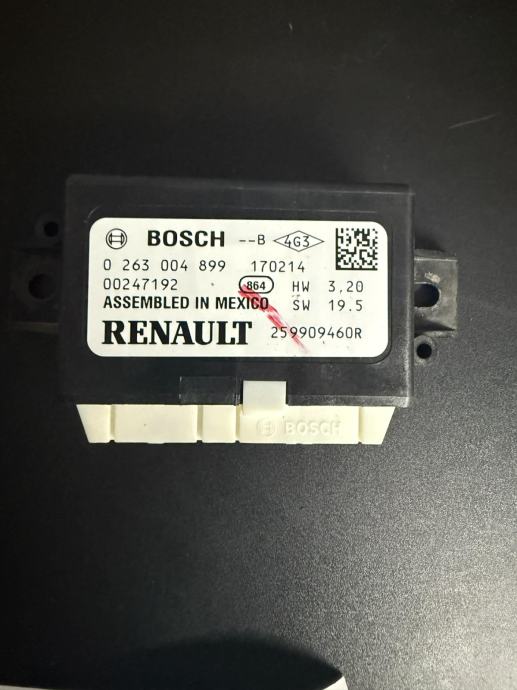 BOSCH --B 4G3
0 263 004 899 170214
00247192 864 HW 3,20
ASSEMBLED IN MEXICO SW 19.5
RENAULT 259909460R
BOSCH